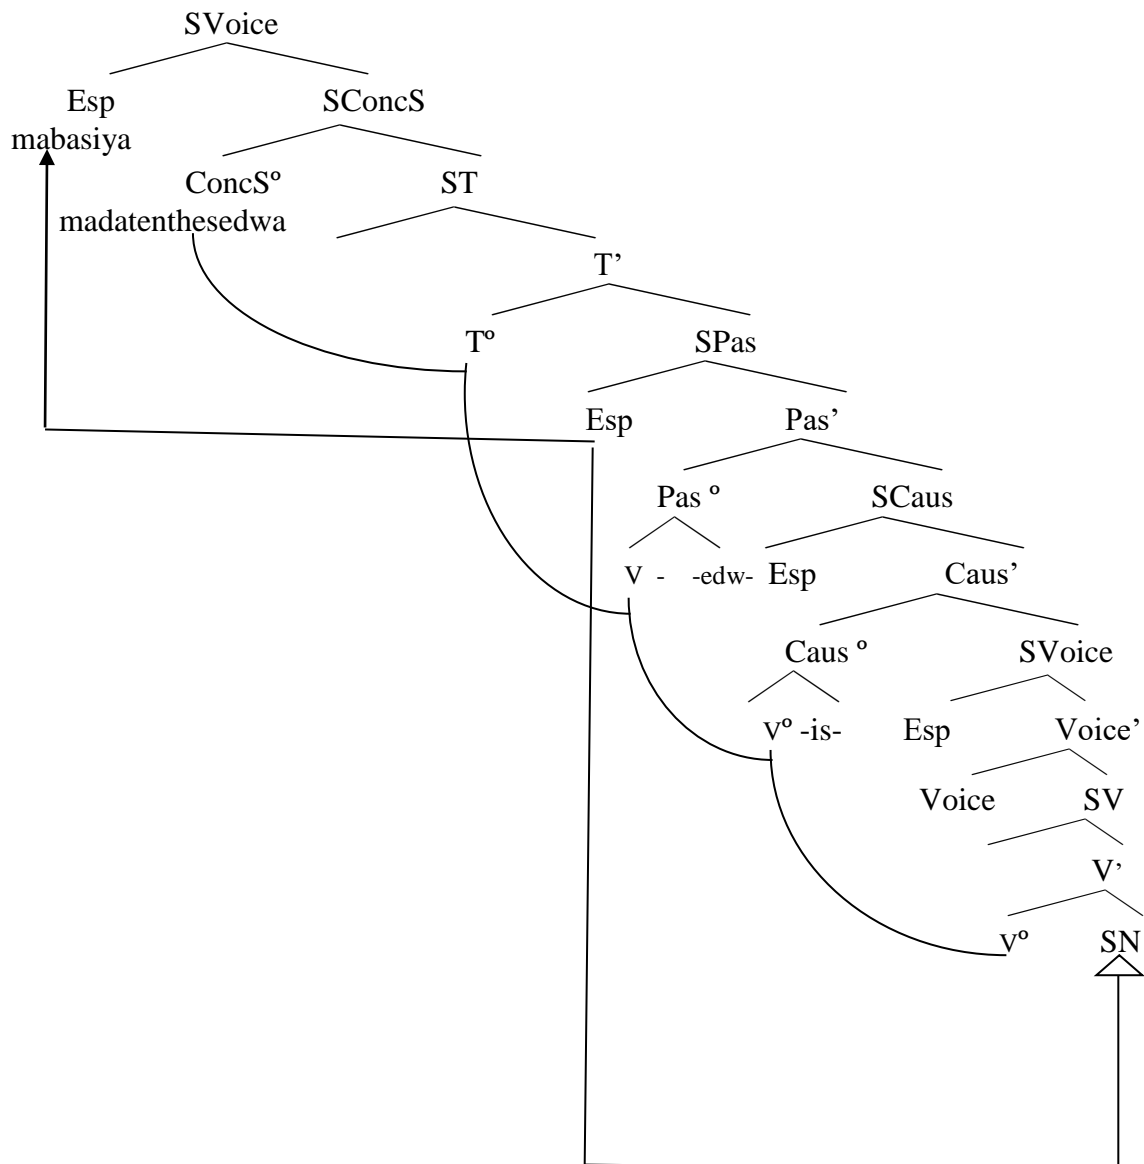 SVoice
Esp SConcS
mabasiya
ConcSº ST
madatenthesedwa
T’
Tº SPas
Esp Pas’
Pas º SCaus
V - -edw- Esp Caus’
Caus º SVoice
Vº -is- Esp Voice’
Voice SV
V’
Vº SN